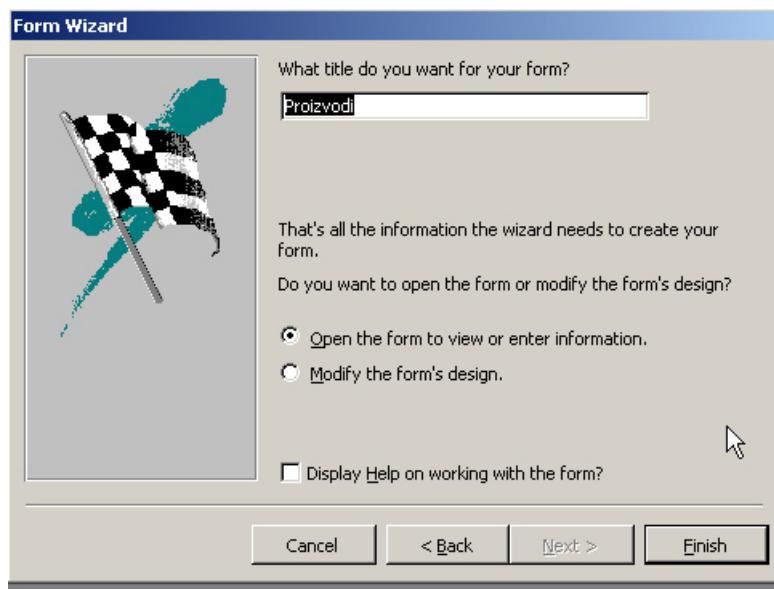 Form Wizard
What title do you want for your form?
Proizvodi
That's all the information the wizard needs to create your
form.
Do you want to open the form or modify the form's design?
Open the form to view or enter information.
Modify the form's design.
Display Help on working with the form?
Cancel
< Back
Next >
Finish